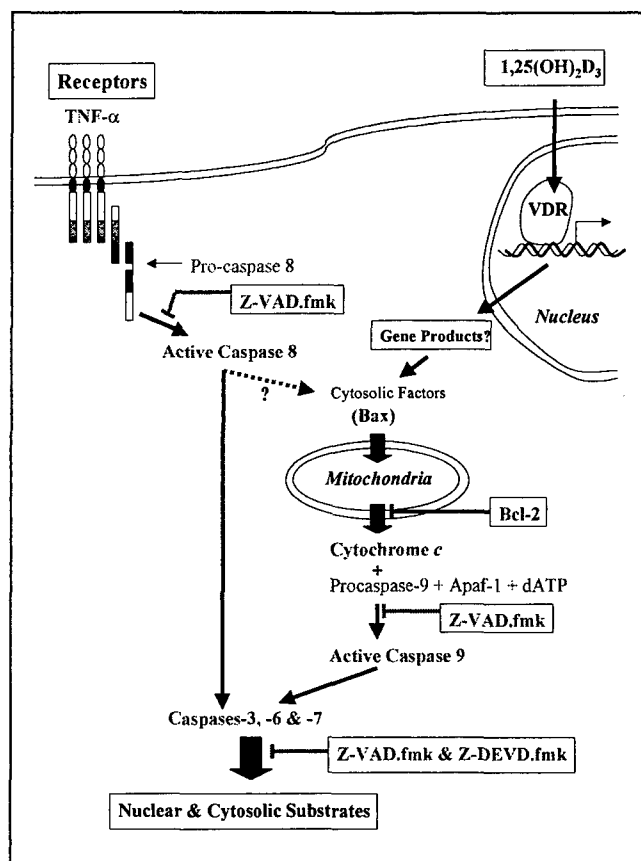 Receptors
TNF-α
1,25(OH)₂D₃
VDR
Pro-caspase 8
Z-VAD.fmk
Nucleus
Gene Products?
Active Caspase 8
?
Cytosolic Factors
(Bax)
Mitochondria
Bcl-2
Cytochrome c
+
Procaspase-9 + Apaf-1 + dATP
Z-VAD.fmk
Active Caspase 9
Caspases-3, -6 & -7
Z-VAD.fmk & Z-DEVD.fmk
Nuclear & Cytosolic Substrates